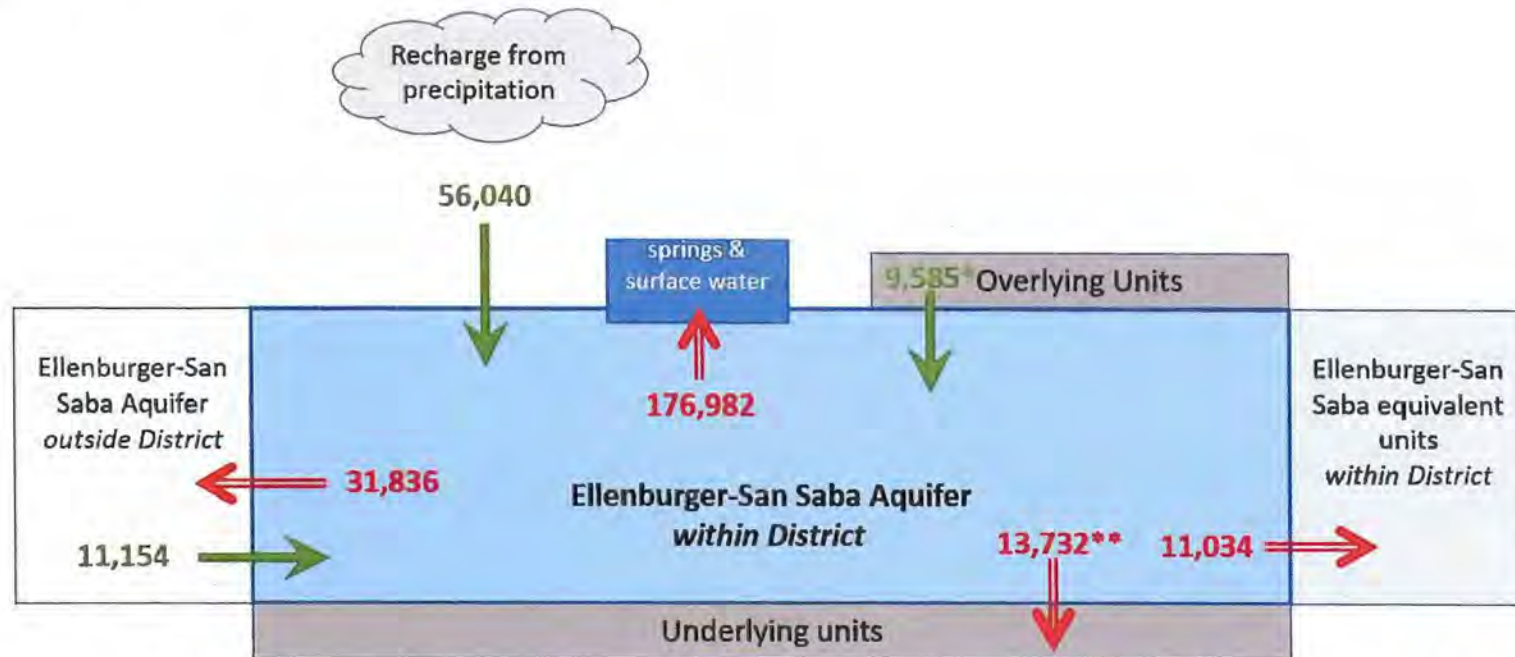 Recharge from
precipitation
56,040
springs &
surface water
9,585* Overlying Units
Ellenburger-San
Saba Aquifer
outside District
176,982
Ellenburger-San
Saba equivalent
units
within District
31,836
Ellenburger-San Saba Aquifer
within District
11,154
13,732**
11,034
Underlying units